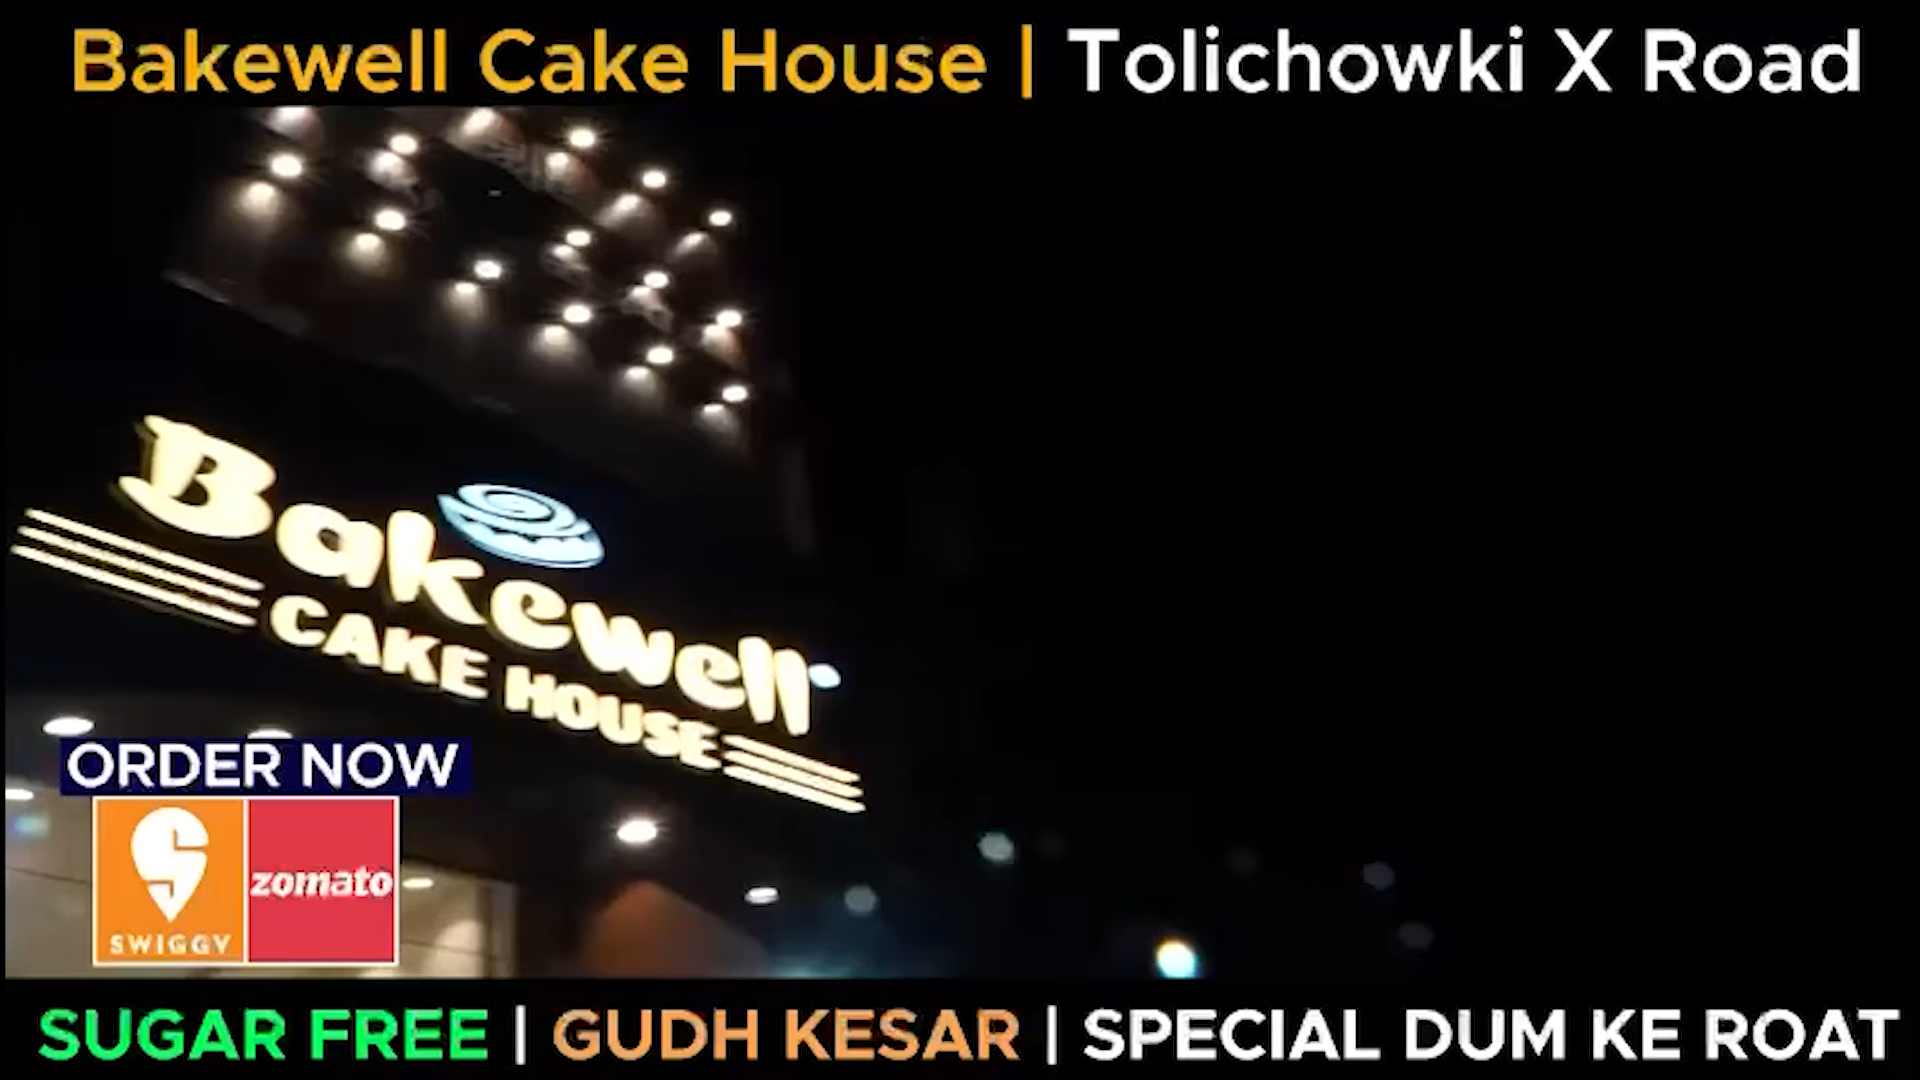 Bakewell Cake House | Tolichowki X Road
Bakewell
CAKE HOUSE
ORDER NOW
SWIGGY
zomato
SUGAR FREE | GUDH KESAR | SPECIAL DUM KE ROAT